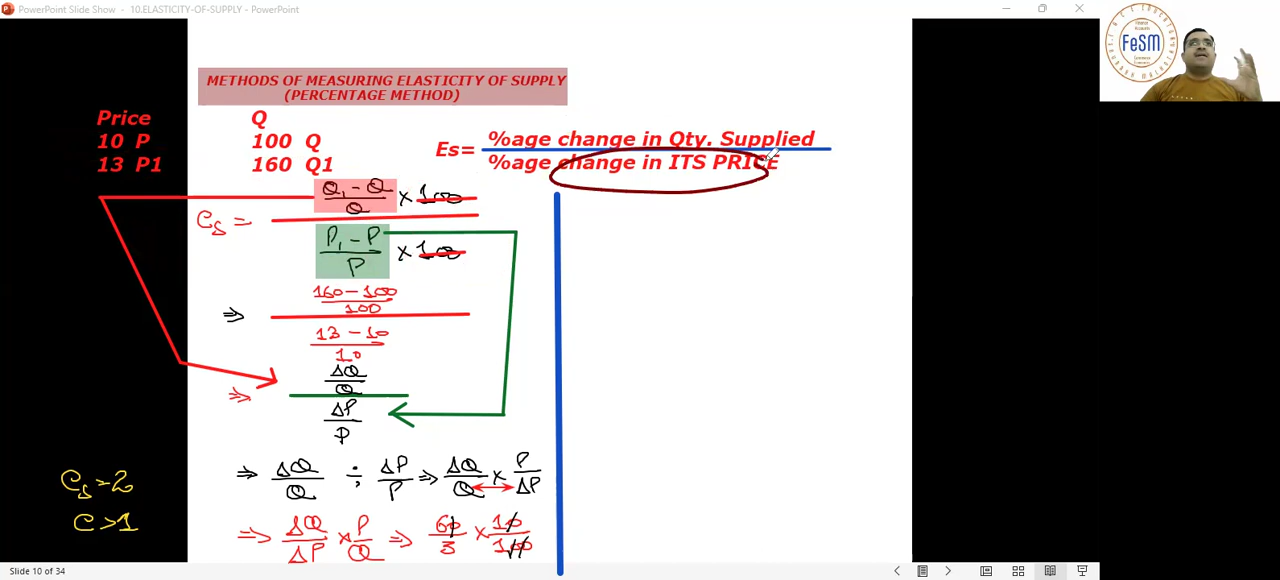 PowerPoint Slide Show - 10.ELASTICITY-OF-SUPPLY - PowerPoint
FeSM
METHODS OF MEASURING ELASTICITY OF SUPPLY
(PERCENTAGE METHOD)
Price Q
10 P 100 Q
13 P1 160 Q1
Es= %age change in Qty. Supplied
%age change in ITS PRICE
Q₁ - Q
Q × 100
es =
P₁ - P
P × 100
160 - 100
100
⇒
13 - 10
10
ΔQ
Q
⇒
ΔP
P
⇒ ΔQ/Q ÷ ΔP/P ⇒ ΔQ/Q × P/ΔP
es = 2
e > 1
⇒ ΔQ/ΔP × P/Q ⇒ 60/3 × 10/100
Slide 10 of 34